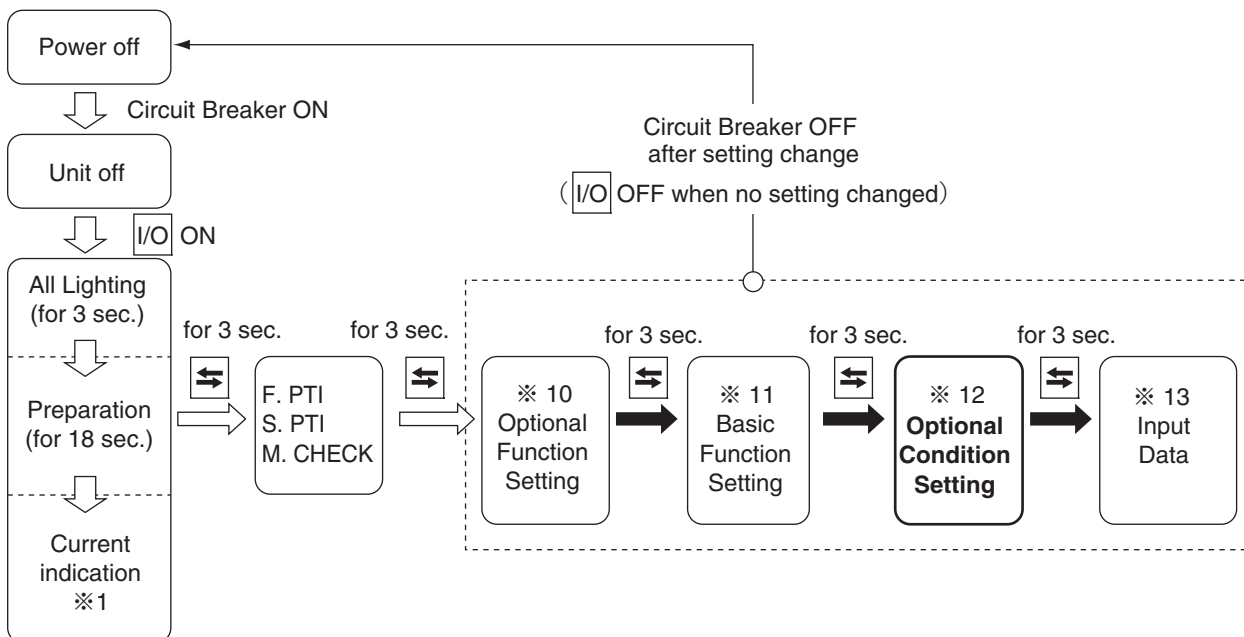 Power off
Circuit Breaker ON
Unit off
I/O ON
All Lighting
(for 3 sec.)
Preparation
(for 18 sec.)
Current
indication
※1
for 3 sec.
F. PTI
S. PTI
M. CHECK
for 3 sec.
Circuit Breaker OFF
after setting change
( I/O OFF when no setting changed)
※ 10
Optional
Function
Setting
for 3 sec.
※ 11
Basic
Function
Setting
for 3 sec.
※ 12
Optional
Condition
Setting
for 3 sec.
※ 13
Input
Data